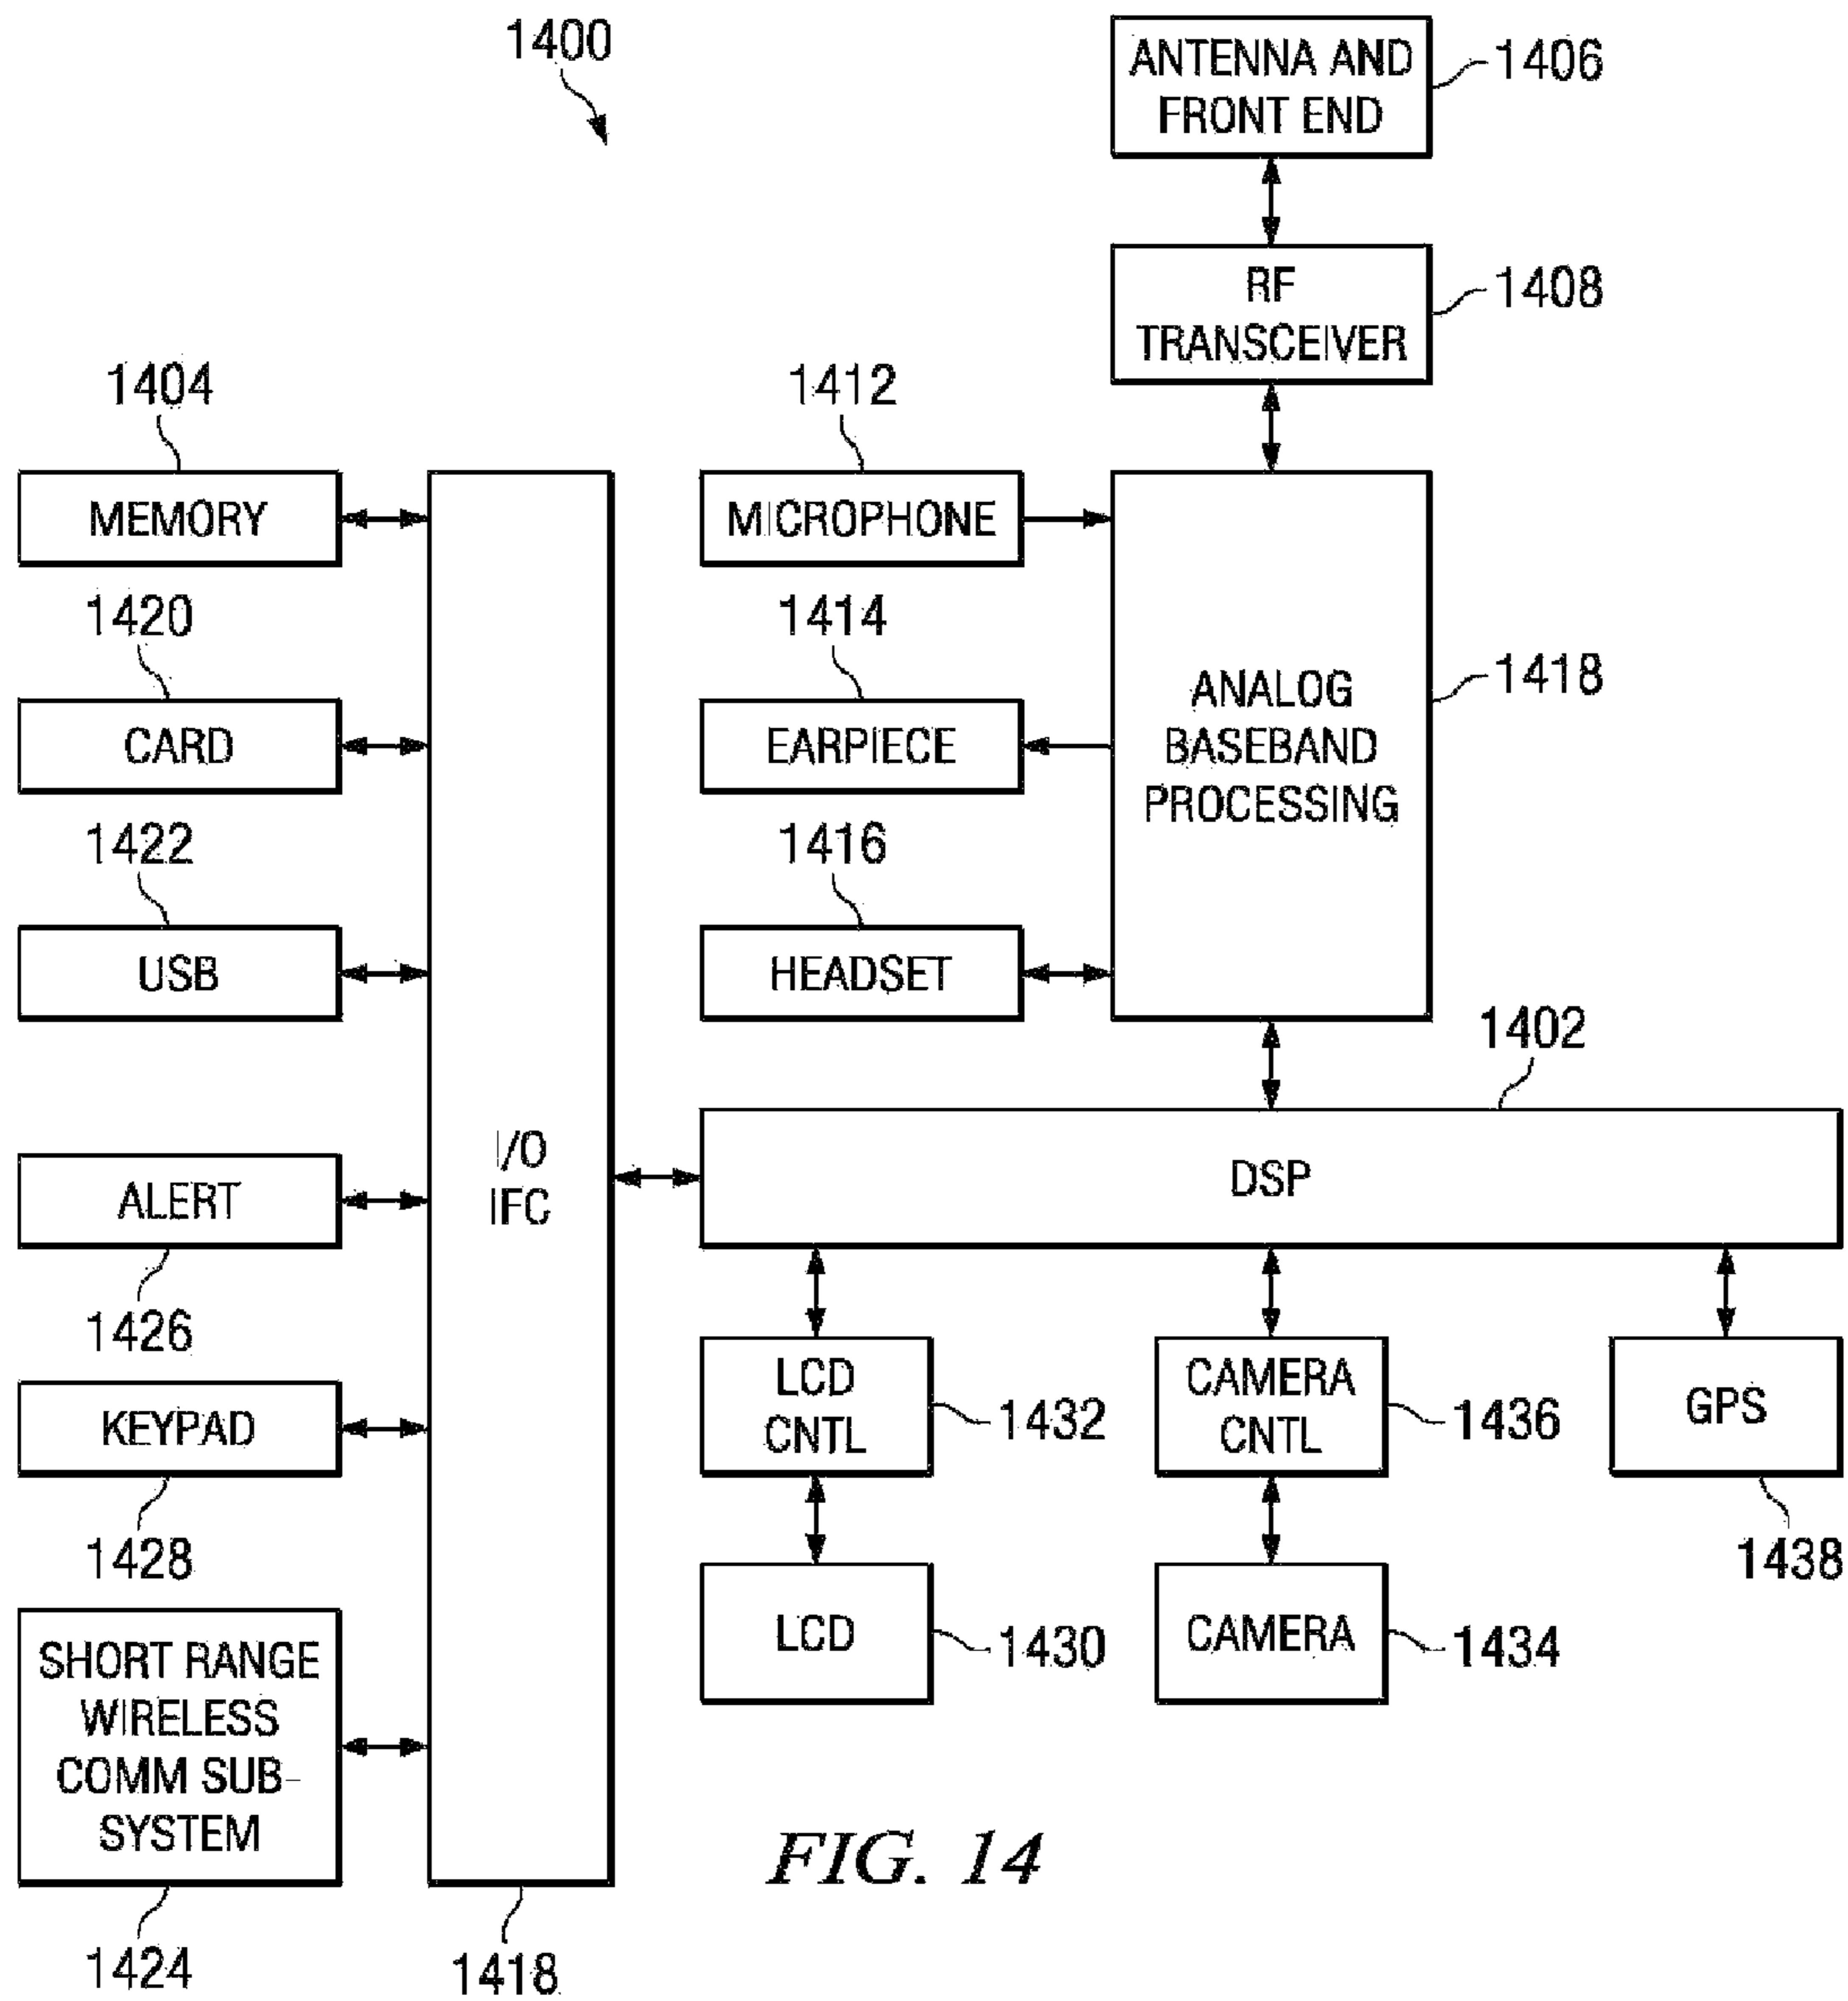 1400
ANTENNA AND
FRONT END
1406
RF
TRANSCEIVER
1408
1404
MEMORY
1412
MICROPHONE
1420
CARD
1414
EARPIECE
ANALOG
BASEBAND
PROCESSING
1418
1422
USB
1416
HEADSET
1402
ALERT
1426
I/O
IFC
DSP
KEYPAD
1428
LCD
CNTL
1432
CAMERA
CNTL
1436
GPS
1438
SHORT RANGE
WIRELESS
COMM SUB-
SYSTEM
1424
LCD
1430
CAMERA
1434
1418
FIG. 14